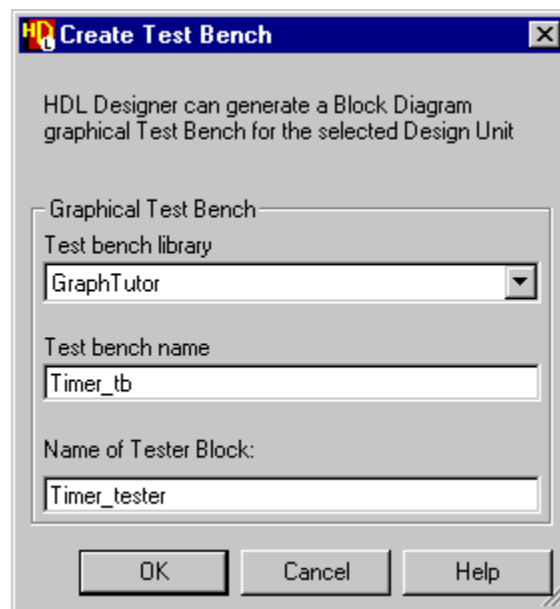 HDL Create Test Bench
HDL Designer can generate a Block Diagram
graphical Test Bench for the selected Design Unit
Graphical Test Bench
Test bench library
GraphTutor
Test bench name
Timer_tb
Name of Tester Block:
Timer_tester
OK Cancel Help